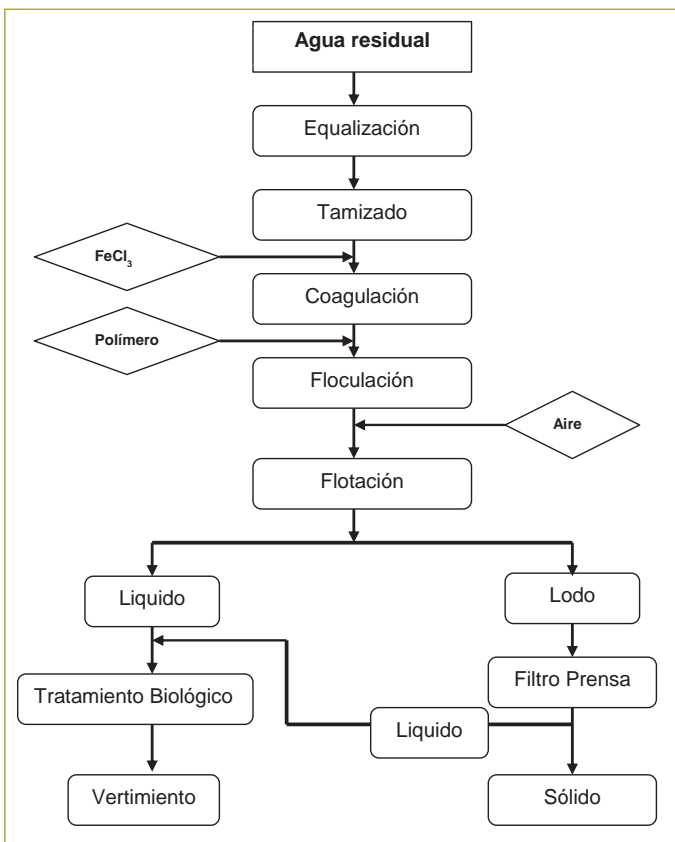 Agua residual
Equalización
Tamizado
FeCl₃
Coagulación
Polímero
Floculación
Aire
Flotación
Liquido
Lodo
Tratamiento Biológico
Filtro Prensa
Liquido
Vertimiento
Sólido